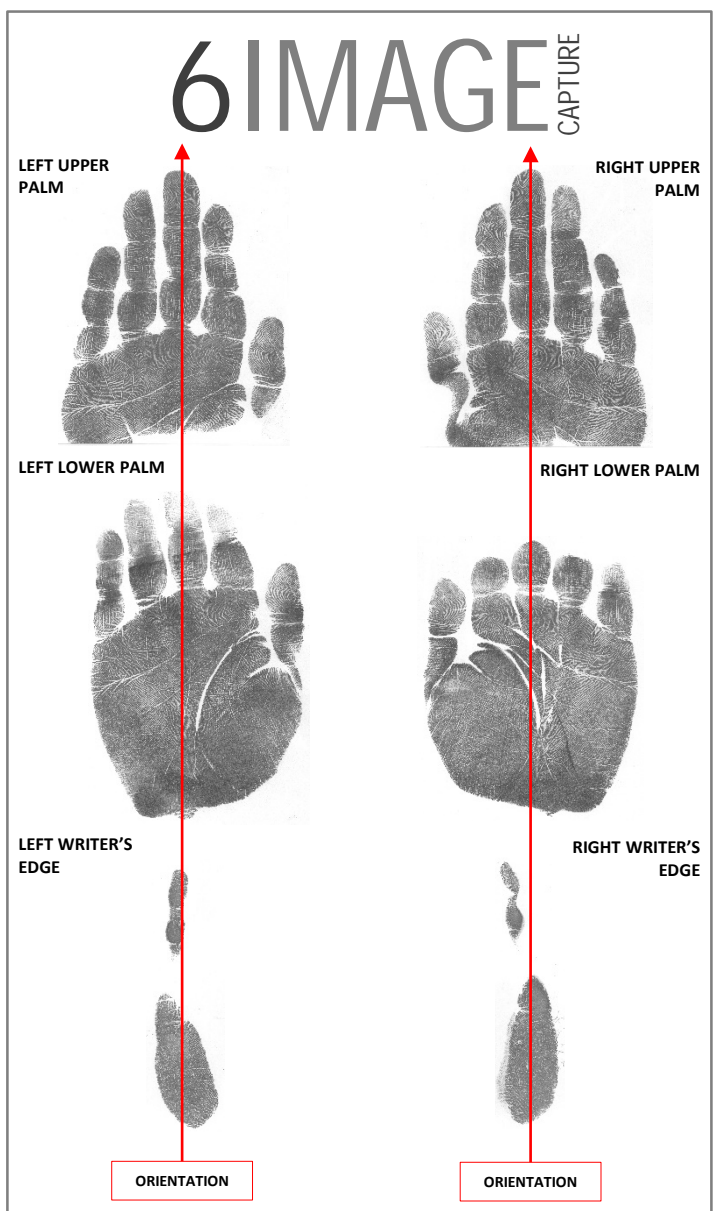 6IMAGE CAPTURE
LEFT UPPER
PALM
RIGHT UPPER
PALM
LEFT LOWER PALM
RIGHT LOWER PALM
LEFT WRITER’S
EDGE
RIGHT WRITER’S
EDGE
ORIENTATION
ORIENTATION